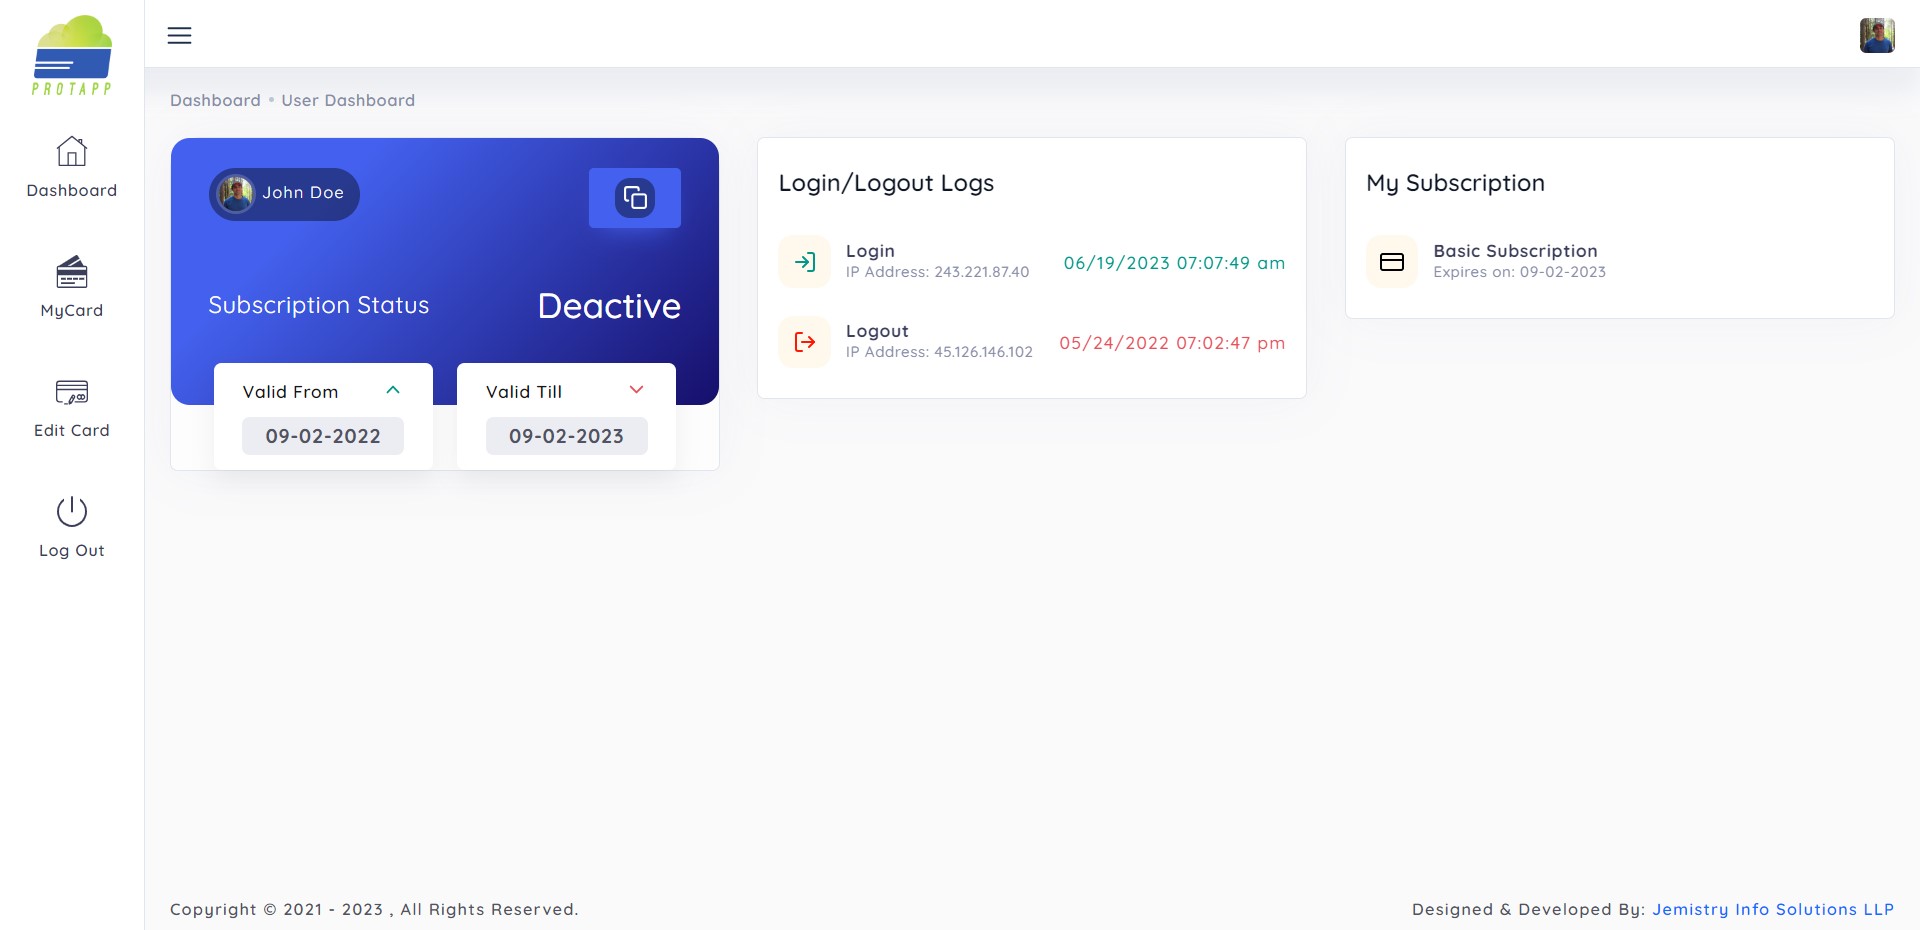 PROTAPP
Dashboard
MyCard
Edit Card
Log Out
Dashboard • User Dashboard
John Doe
Subscription Status
Deactive
Valid From
09-02-2022
Valid Till
09-02-2023
Login/Logout Logs
Login
IP Address: 243.221.87.40
06/19/2023 07:07:49 am
Logout
IP Address: 45.126.146.102
05/24/2022 07:02:47 pm
My Subscription
Basic Subscription
Expires on: 09-02-2023
Copyright © 2021 - 2023 , All Rights Reserved.
Designed & Developed By: Jemistry Info Solutions LLP